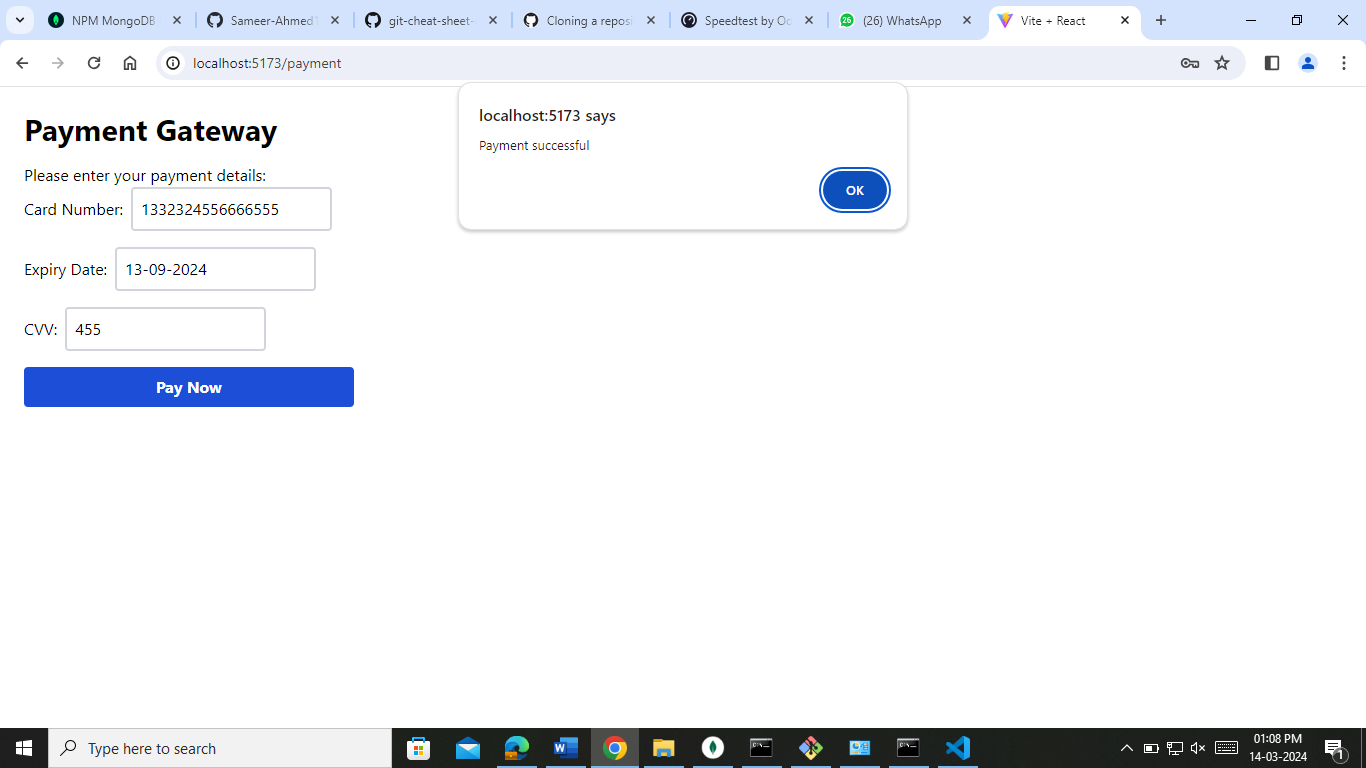 NPM MongoDB
Sameer-Ahmed1
git-cheat-sheet-
Cloning a reposi
Speedtest by Oo
(26) WhatsApp
Vite + React
localhost:5173/payment
localhost:5173 says
Payment successful
OK
Payment Gateway
Please enter your payment details:
Card Number: 1332324556666555
Expiry Date: 13-09-2024
CVV: 455
Pay Now
Type here to search
01:08 PM
14-03-2024
1